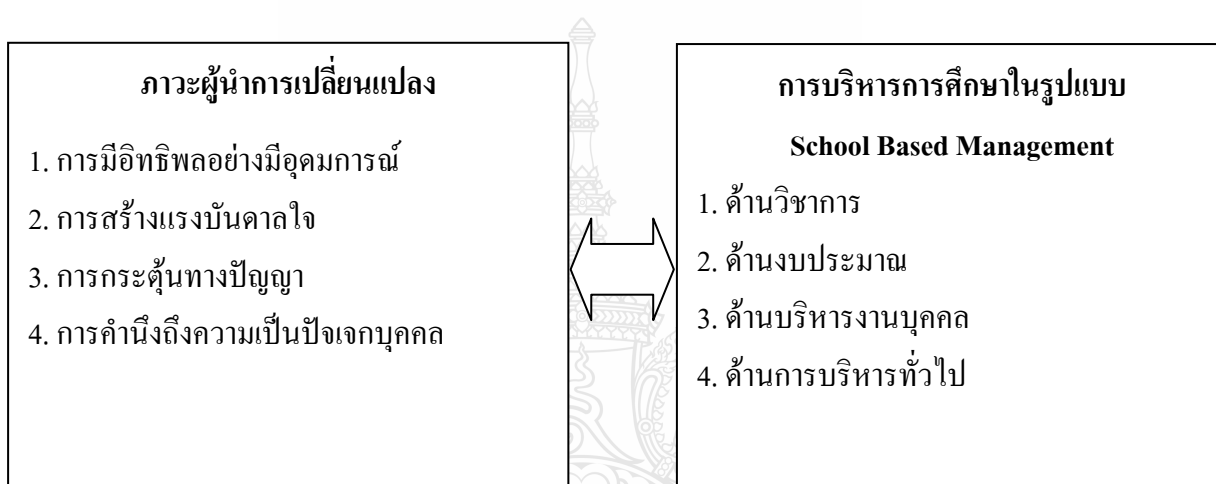 ภาวะผู้นำการเปลี่ยนแปลง
1. การมีอิทธิพลอย่างมีอุดมการณ์
2. การสร้างแรงบันดาลใจ
3. การกระตุ้นทางปัญญา
4. การคำนึงถึงความเป็นปัจเจกบุคคล
การบริหารการศึกษาในรูปแบบ
School Based Management
1. ด้านวิชาการ
2. ด้านงบประมาณ
3. ด้านบริหารงานบุคคล
4. ด้านการบริหารทั่วไป